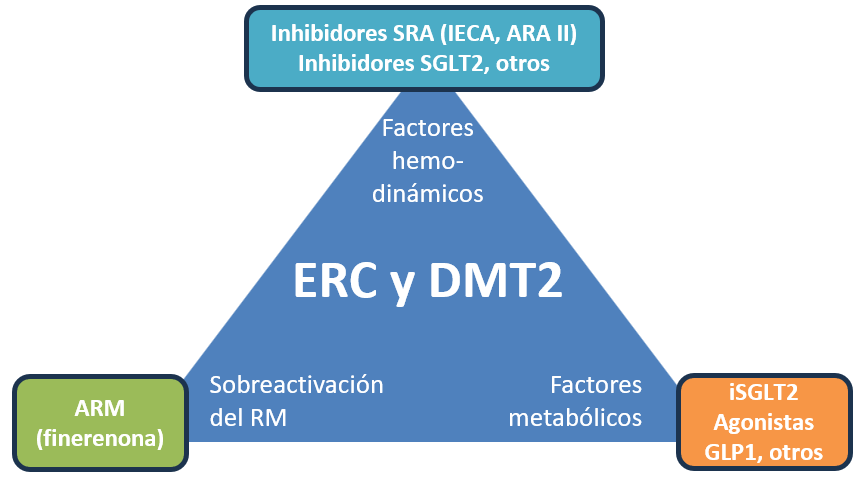 Inhibidores SRA (IECA, ARA II)
Inhibidores SGLT2, otros
Factores
hemo-
dinámicos
ERC y DMT2
Sobreactivación
del RM
Factores
metabólicos
ARM
(finerenona)
iSGLT2
Agonistas
GLP1, otros